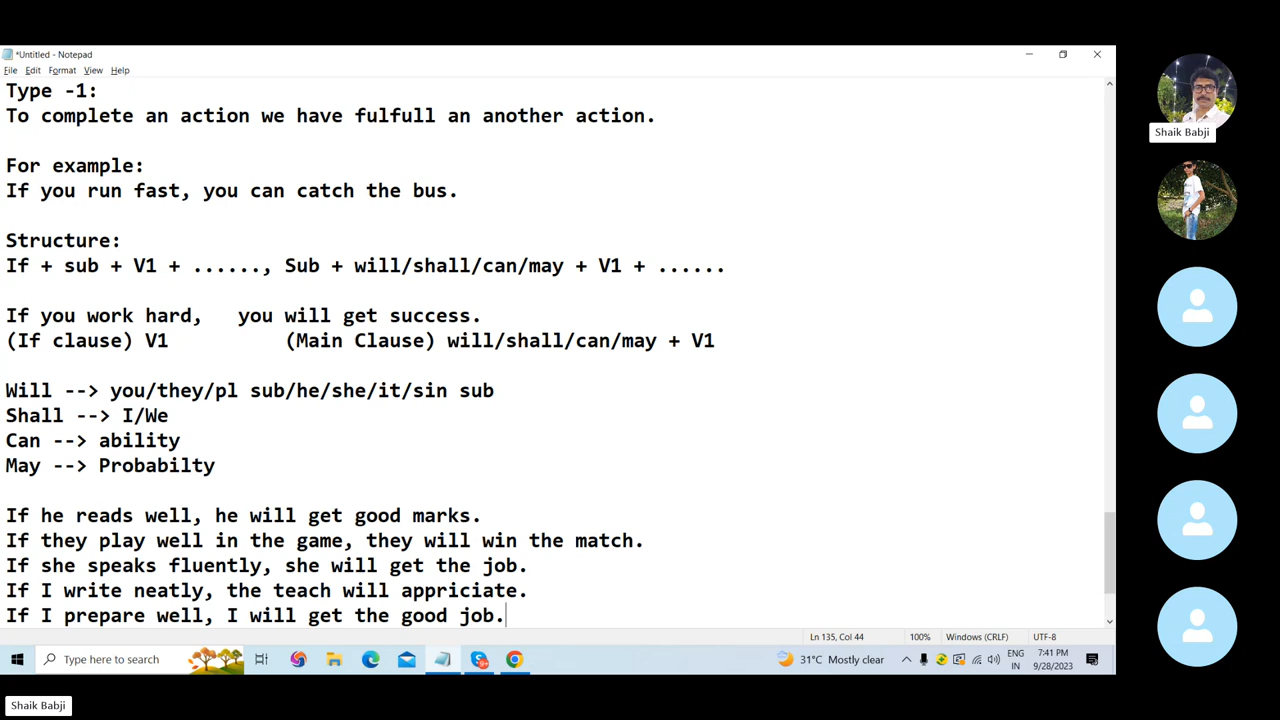 *Untitled - Notepad
File Edit Format View Help
Type -1:
To complete an action we have fulfull an another action.
For example:
If you run fast, you can catch the bus.
Structure:
If + sub + V1 + ......, Sub + will/shall/can/may + V1 + ......
If you work hard, you will get success.
(If clause) V1 (Main Clause) will/shall/can/may + V1
Will --> you/they/pl sub/he/she/it/sin sub
Shall --> I/We
Can --> ability
May --> Probabilty
If he reads well, he will get good marks.
If they play well in the game, they will win the match.
If she speaks fluently, she will get the job.
If I write neatly, the teach will appriciate.
If I prepare well, I will get the good job.
Ln 135, Col 44 100% Windows (CRLF) UTF-8
Type here to search
31°C Mostly clear
ENG
IN
7:41 PM
9/28/2023
Shaik Babji
Shaik Babji